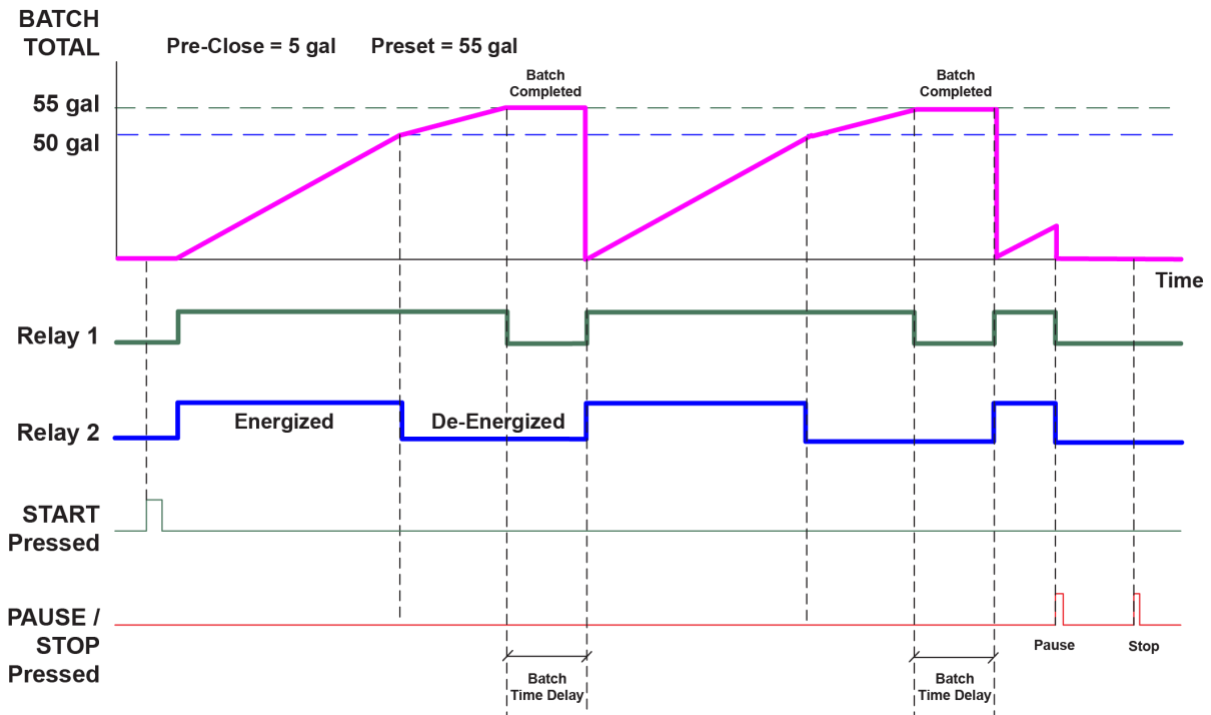 BATCH
TOTAL
Pre-Close = 5 gal Preset = 55 gal
Batch
Completed
Batch
Completed
55 gal
50 gal
Time
Relay 1
Relay 2
Energized
De-Energized
START
Pressed
PAUSE /
STOP
Pressed
Pause
Stop
Batch
Time Delay
Batch
Time Delay